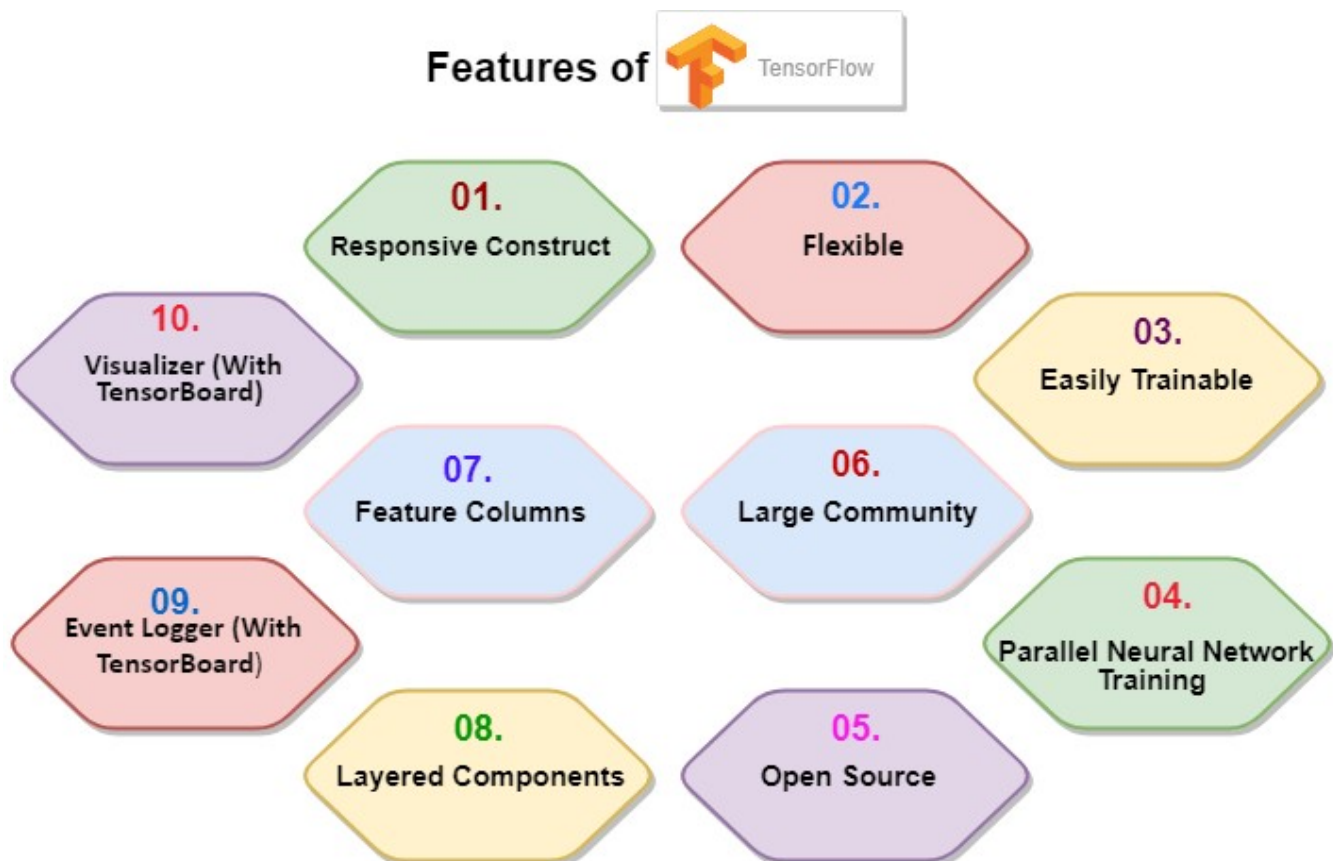 Features of TensorFlow
01.
Responsive Construct
02.
Flexible
03.
Easily Trainable
04.
Parallel Neural Network
Training
05.
Open Source
06.
Large Community
07.
Feature Columns
08.
Layered Components
09.
Event Logger (With
TensorBoard)
10.
Visualizer (With
TensorBoard)